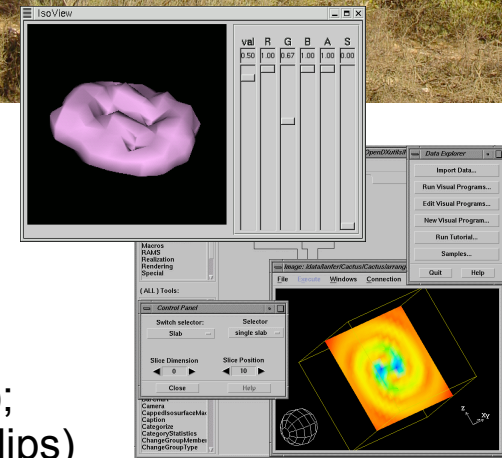 IsoView
val R G B A S
0.50 1.00 0.67 1.00 1.00 0.00
Data Explorer
Import Data...
Run Visual Programs...
Edit Visual Programs...
New Visual Program...
Run Tutorial...
Samples...
Quit Help
Macros
RAMS
Realization
Rendering
Special
(ALL) Tools:
File Execute Windows Connection
Control Panel
Switch selector: Selector
Slab single slab
Slice Dimension Slice Position
0 10
Close Help
Camera
Caption
Categorize
CategoryStatistics
ChangeGroupType
Z XY
lips)